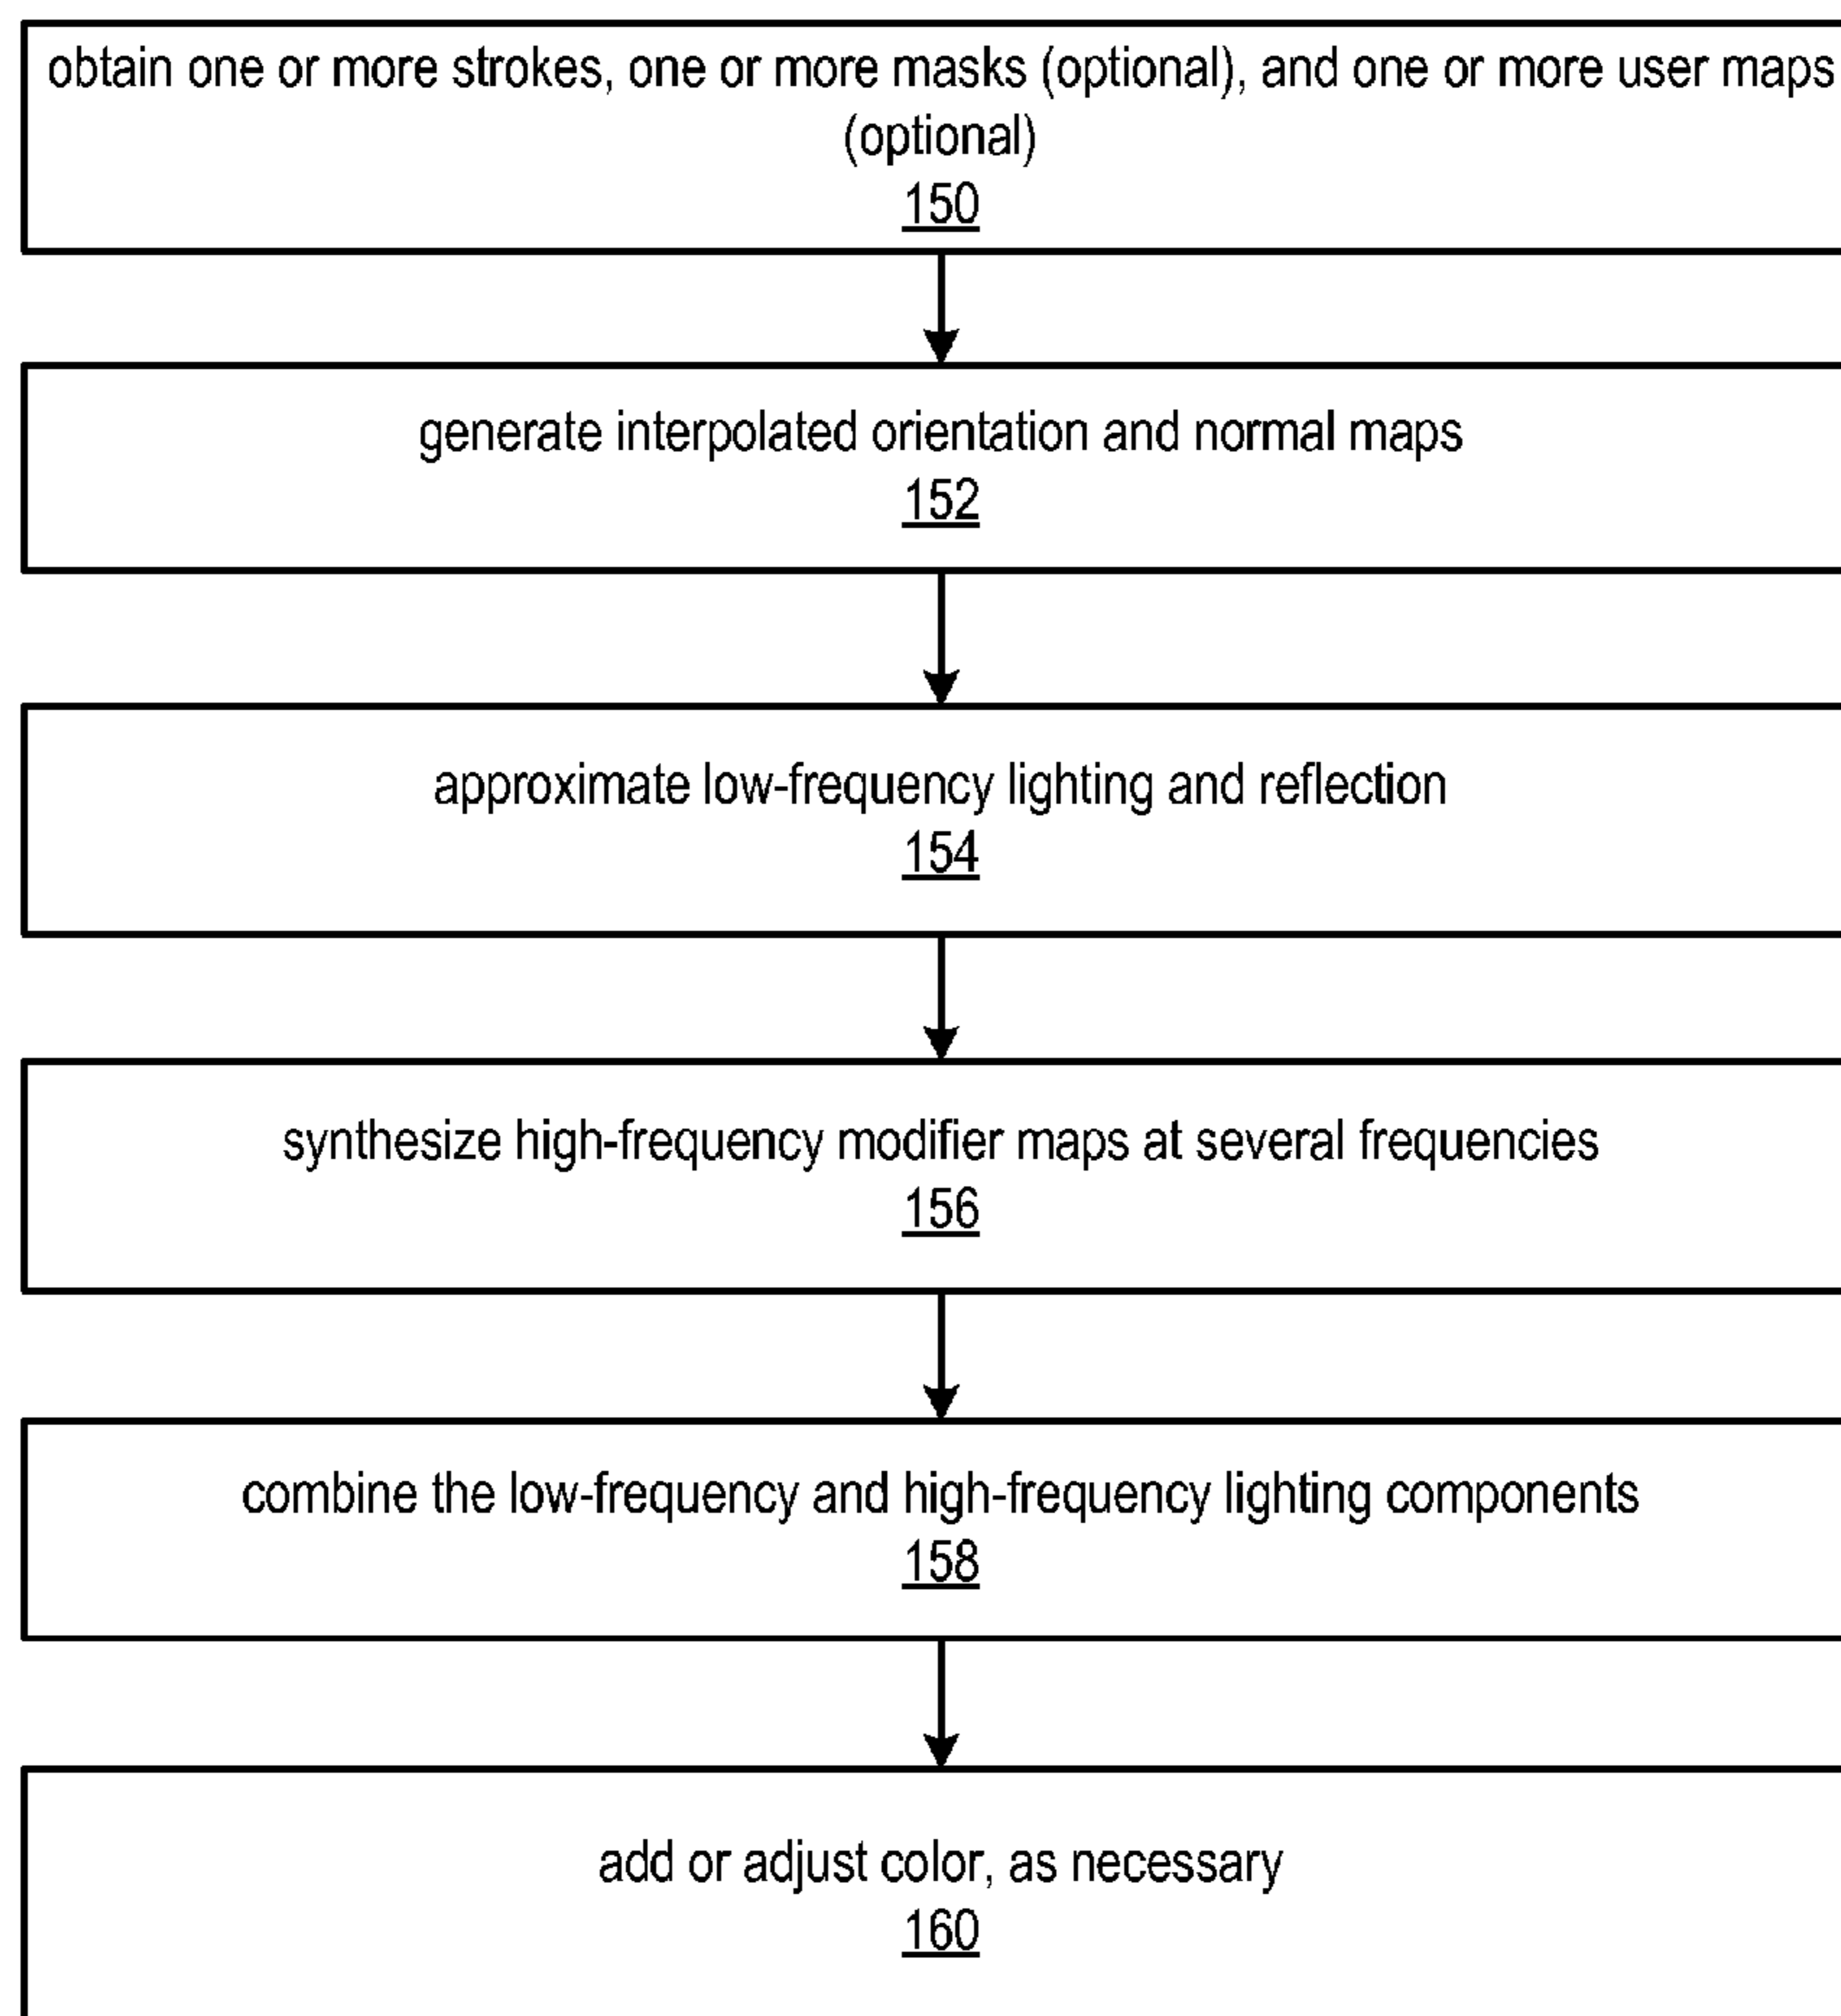 obtain one or more strokes, one or more masks (optional), and one or more user maps
(optional)
150
generate interpolated orientation and normal maps
152
approximate low-frequency lighting and reflection
154
synthesize high-frequency modifier maps at several frequencies
156
combine the low-frequency and high-frequency lighting components
158
add or adjust color, as necessary
160